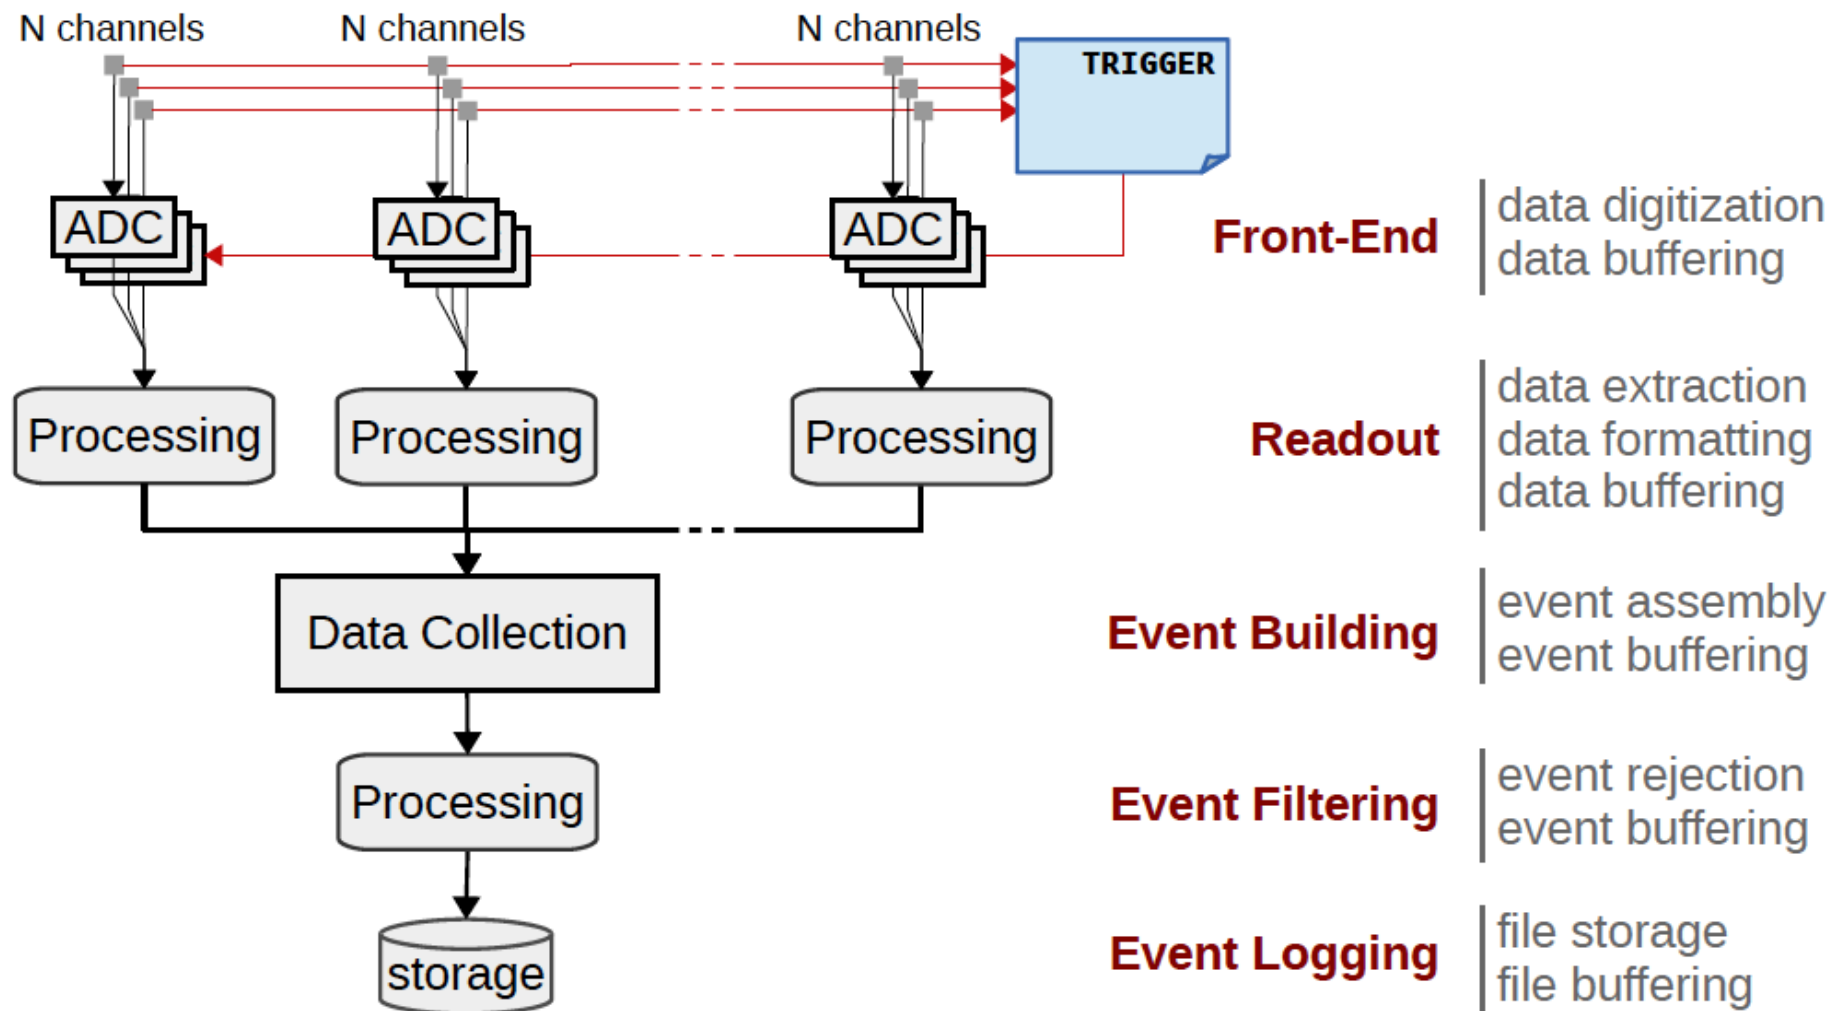 N channels
N channels
N channels
TRIGGER
ADC
ADC
ADC
Front-End
data digitization
data buffering
Processing
Processing
Processing
Readout
data extraction
data formatting
data buffering
Data Collection
Event Building
event assembly
event buffering
Processing
Event Filtering
event rejection
event buffering
storage
Event Logging
file storage
file buffering